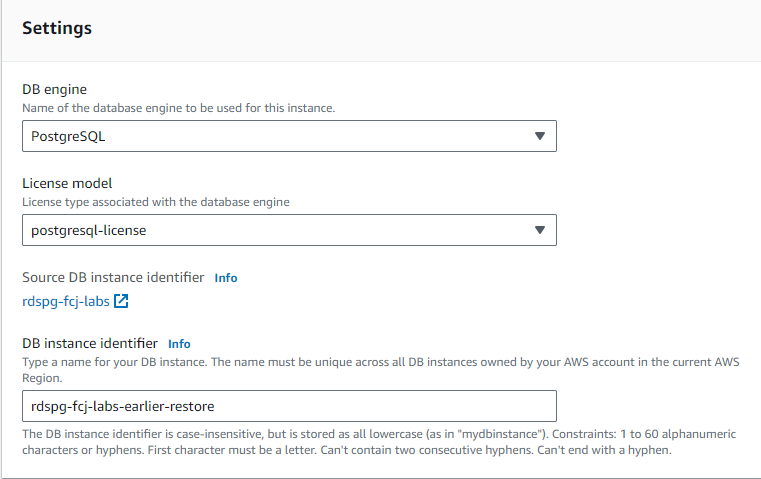 Settings
DB engine
Name of the database engine to be used for this instance.
PostgreSQL
License model
License type associated with the database engine
postgresql-license
Source DB instance identifier Info
rdspg-fcj-labs
DB instance identifier Info
Type a name for your DB instance. The name must be unique across all DB instances owned by your AWS account in the current AWS
Region.
rdspg-fcj-labs-earlier-restore
The DB instance identifier is case-insensitive, but is stored as all lowercase (as in "mydbinstance"). Constraints: 1 to 60 alphanumeric
characters or hyphens. First character must be a letter. Can't contain two consecutive hyphens. Can't end with a hyphen.